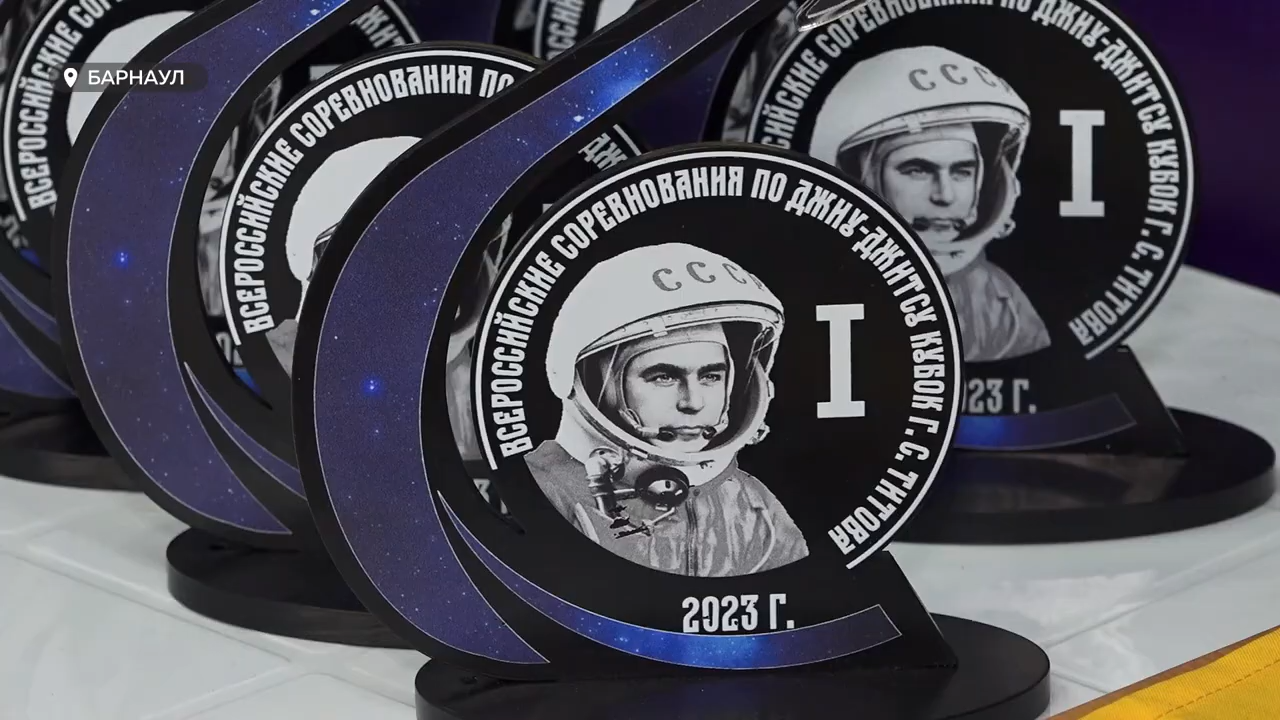 БАРНАУЛ
ВСЕРОССИЙСКИЕ
ВСЕРОССИЙСКИЕ СОРЕВНОВАНИЯ ПО
СОРЕВНОВАНИЯ ПО ДЖИУ-ДЖИТСУ КУБОК Г. С. ТИТОВА
СССР
I
23 Г.
ВСЕРОССИЙСКИЕ СОРЕВНОВАНИЯ ПО ДЖИУ-ДЖИТСУ КУБОК Г. С. ТИТОВА
СССР
I
2023 Г.